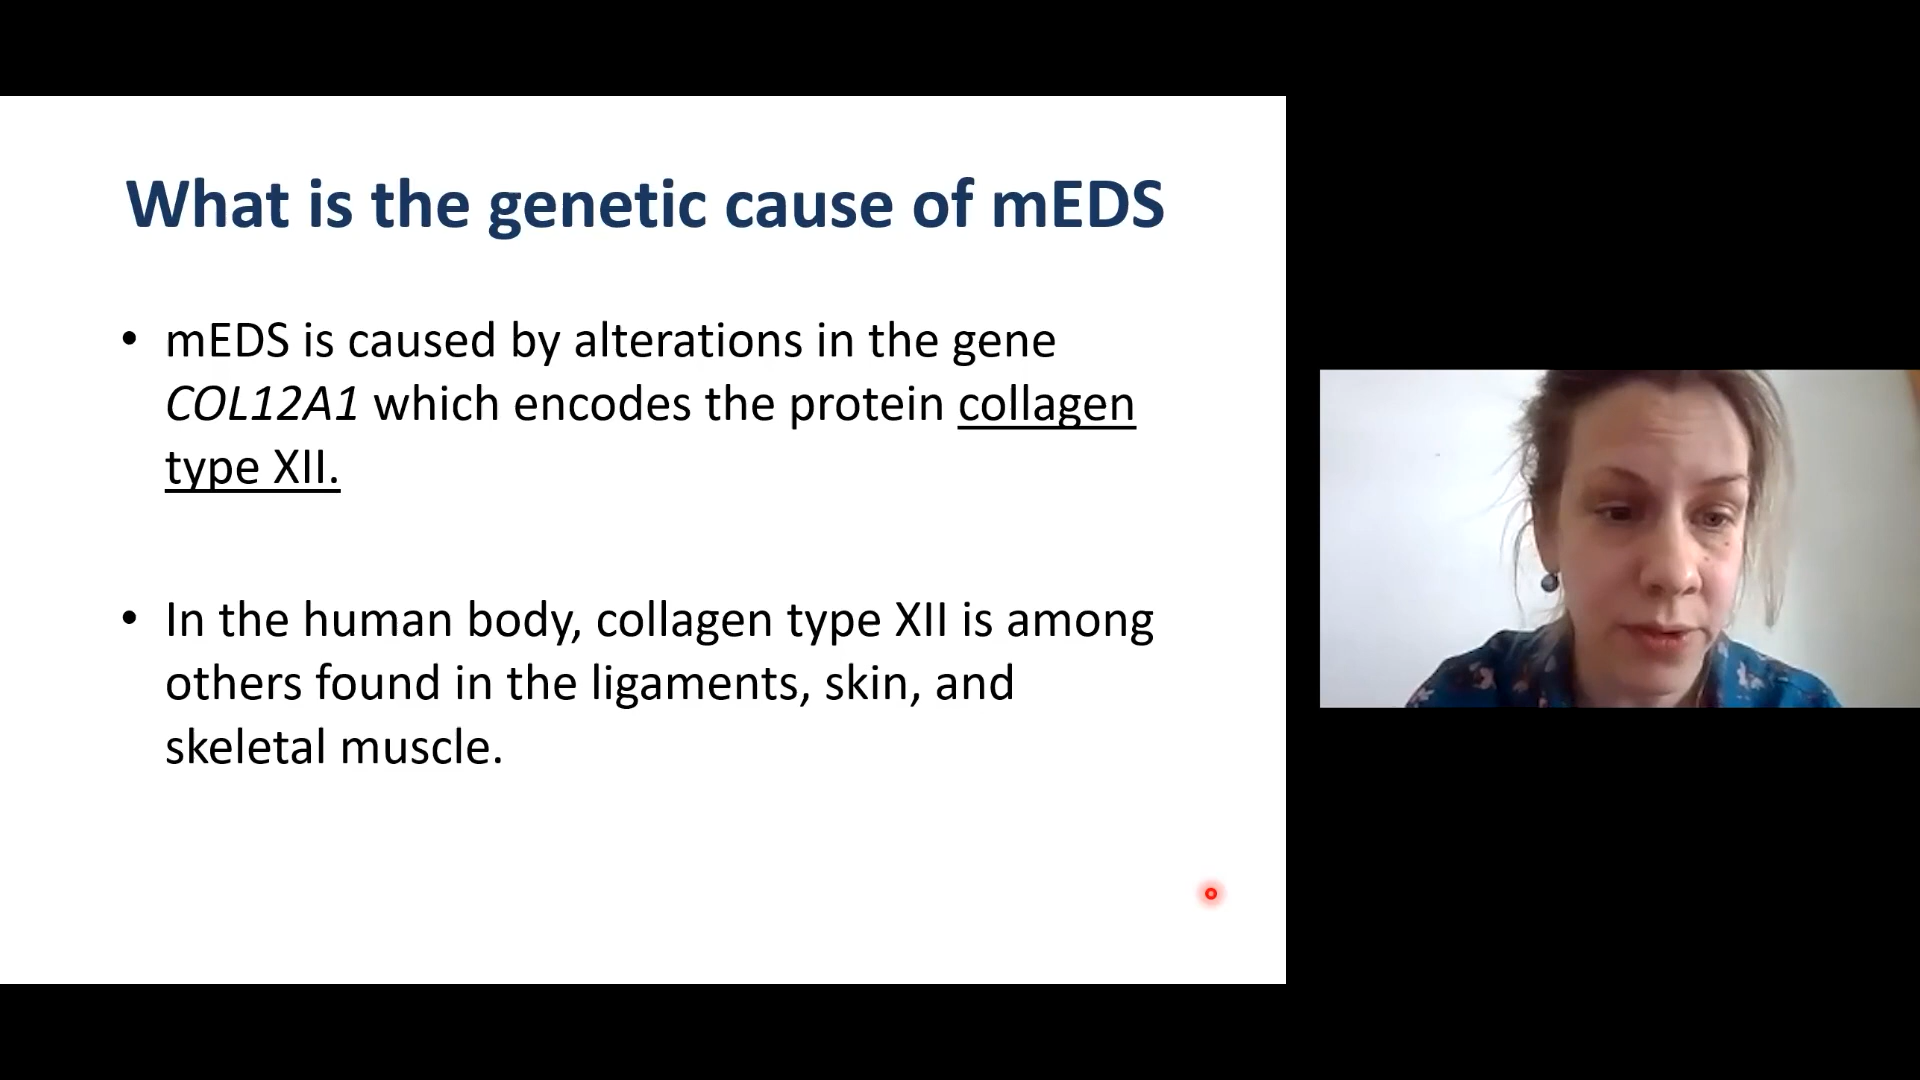 What is the genetic cause of mEDS
• mEDS is caused by alterations in the gene
COL12A1 which encodes the protein collagen
type XII.
• In the human body, collagen type XII is among
others found in the ligaments, skin, and
skeletal muscle.